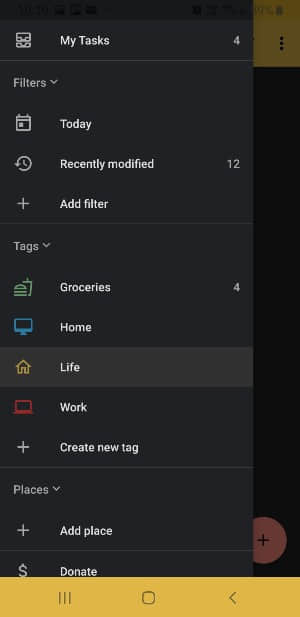 My Tasks 4
Filters
Today
Recently modified 12
Add filter
Tags
Groceries 4
Home
Life
Work
Create new tag
Places
Add place
Donate